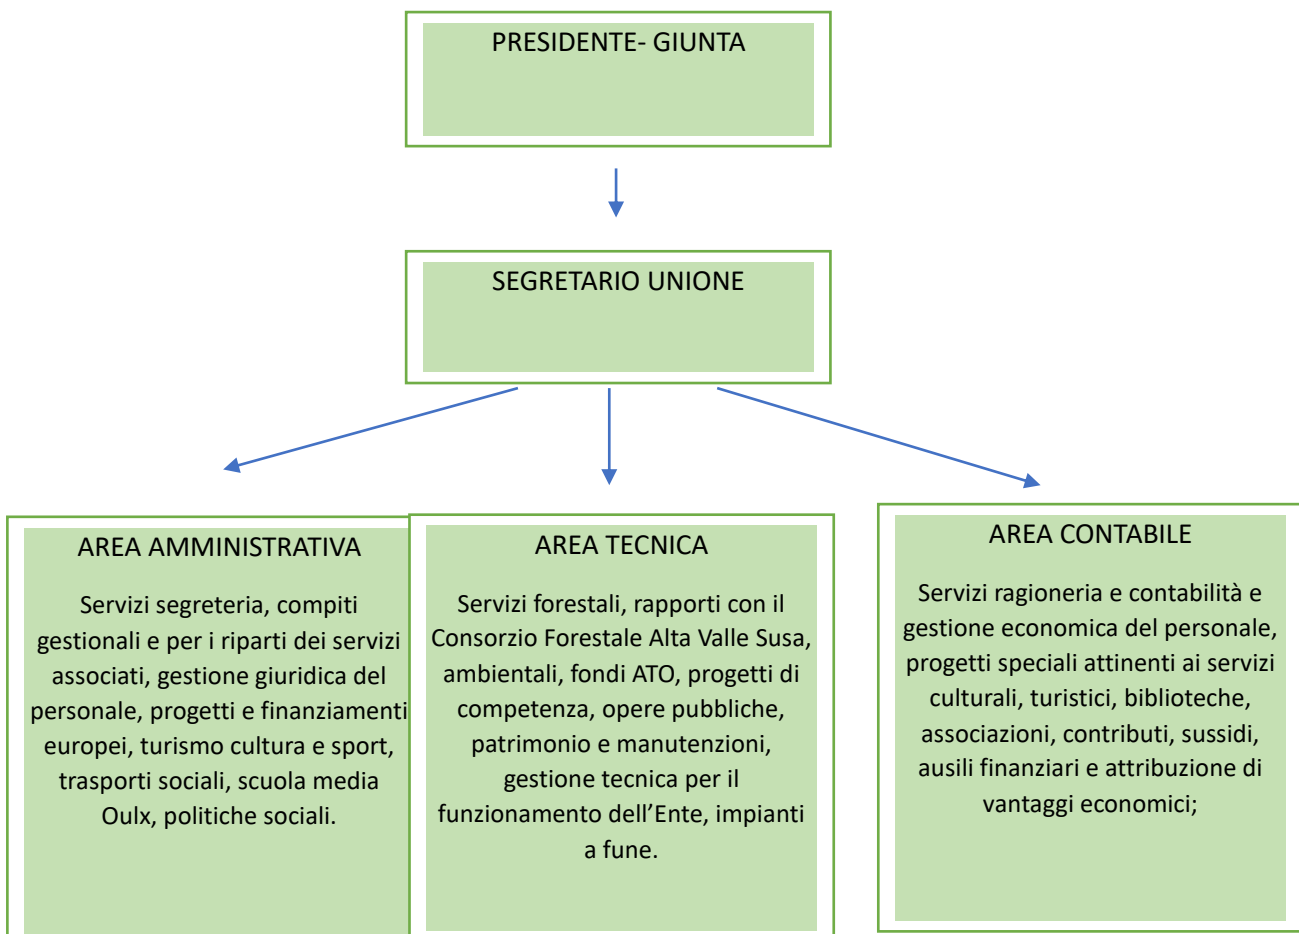 PRESIDENTE- GIUNTA
SEGRETARIO UNIONE
AREA AMMINISTRATIVA
Servizi segreteria, compiti
gestionali e per i riparti dei servizi
associati, gestione giuridica del
personale, progetti e finanziamenti
europei, turismo cultura e sport,
trasporti sociali, scuola media
Oulx, politiche sociali.
AREA TECNICA
Servizi forestali, rapporti con il
Consorzio Forestale Alta Valle Susa,
ambientali, fondi ATO, progetti di
competenza, opere pubbliche,
patrimonio e manutenzioni,
gestione tecnica per il
funzionamento dell’Ente, impianti
a fune.
AREA CONTABILE
Servizi ragioneria e contabilità e
gestione economica del personale,
progetti speciali attinenti ai servizi
culturali, turistici, biblioteche,
associazioni, contributi, sussidi,
ausili finanziari e attribuzione di
vantaggi economici;